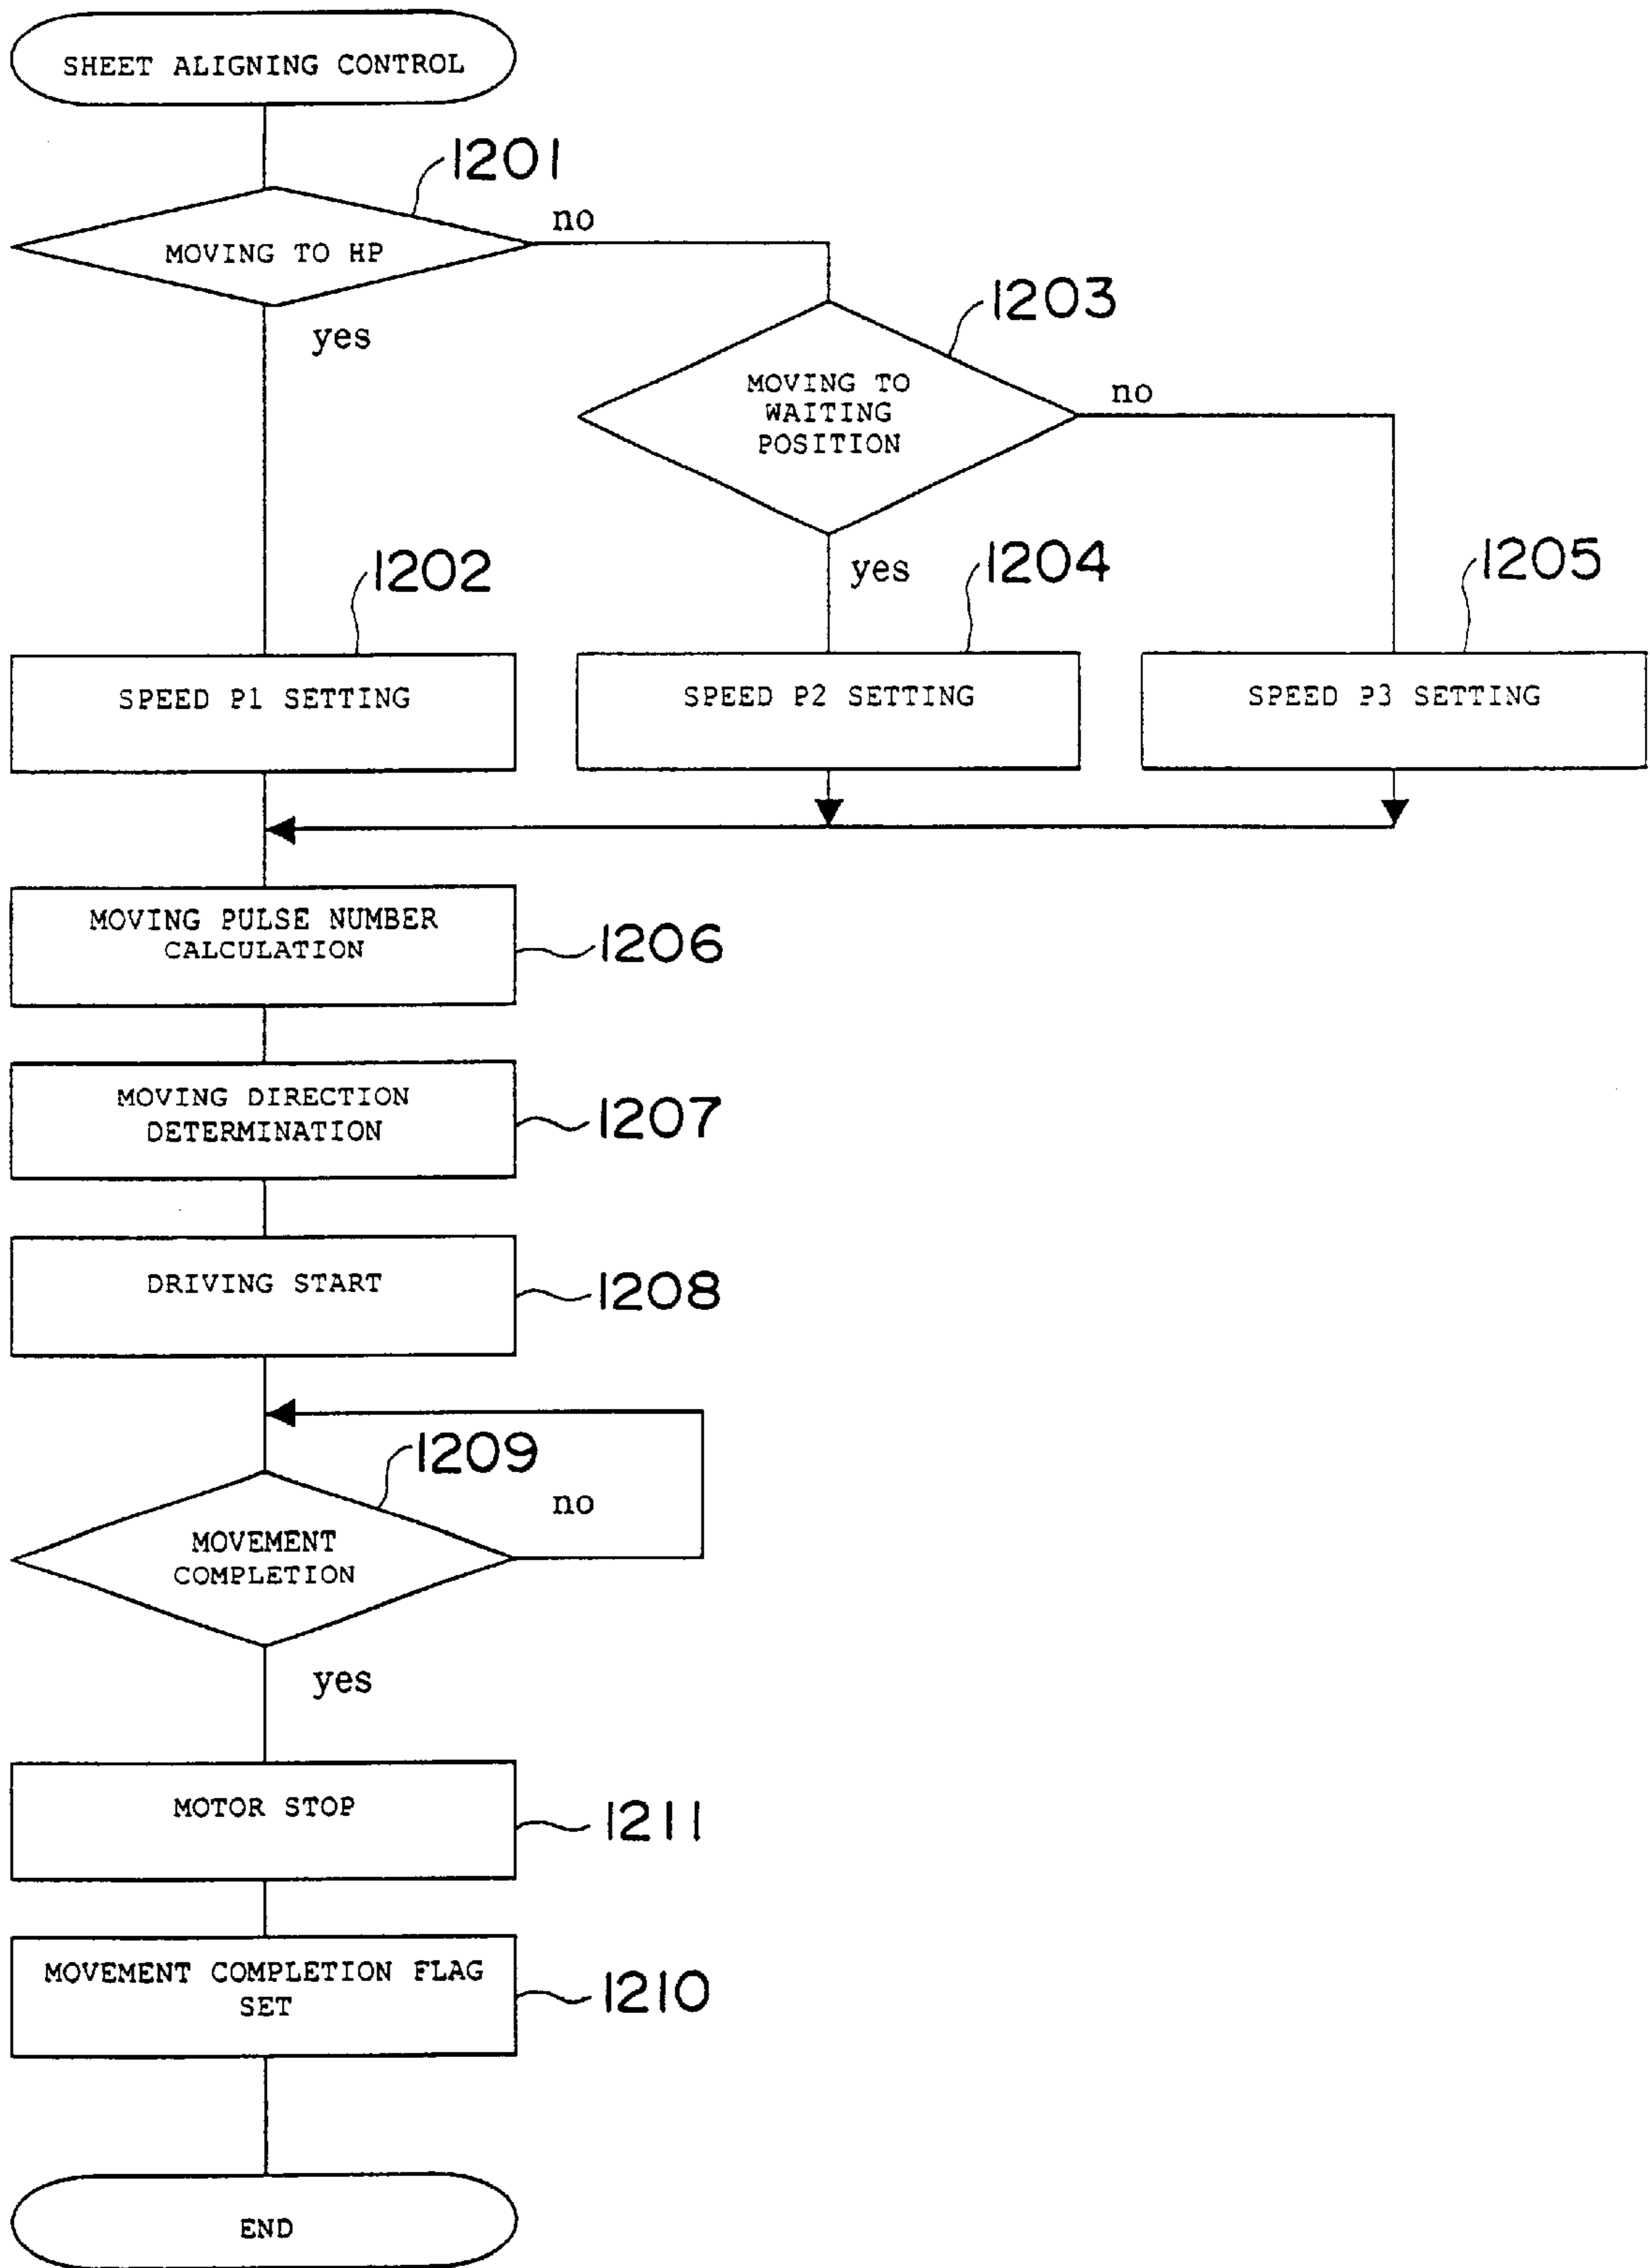 SHEET ALIGNING CONTROL
1201
MOVING TO HP
no
yes
1203
MOVING TO
WAITING
POSITION
no
yes
1202
1204
1205
SPEED P1 SETTING
SPEED P2 SETTING
SPEED P3 SETTING
MOVING PULSE NUMBER
CALCULATION
1206
MOVING DIRECTION
DETERMINATION
1207
DRIVING START
1208
1209
MOVEMENT
COMPLETION
no
yes
MOTOR STOP
1211
MOVEMENT COMPLETION FLAG
SET
1210
END